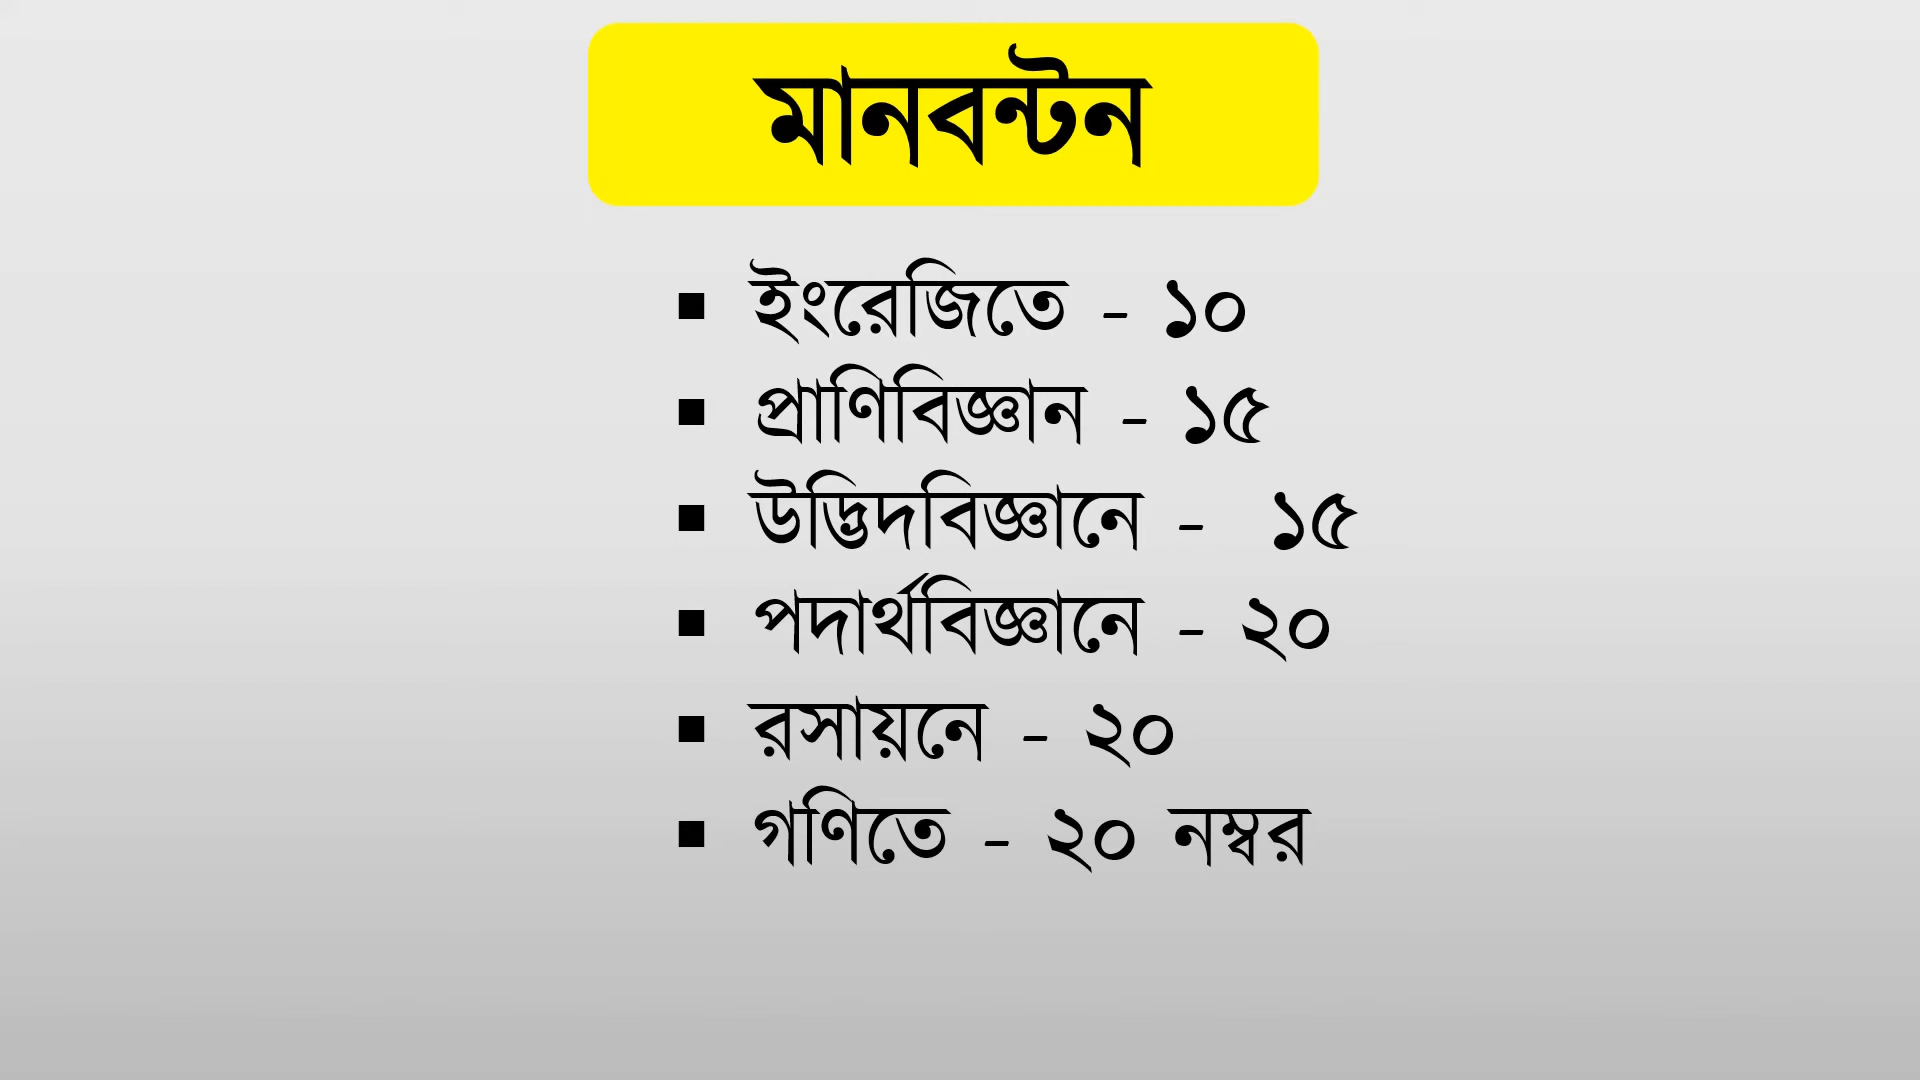 মানবন্টন
▪ ইংরেজিতে - ১০
▪ প্রাণিবিজ্ঞান - ১৫
▪ উদ্ভিদবিজ্ঞানে - ১৫
▪ পদার্থবিজ্ঞানে - ২০
▪ রসায়নে - ২০
▪ গণিতে - ২০ নম্বর